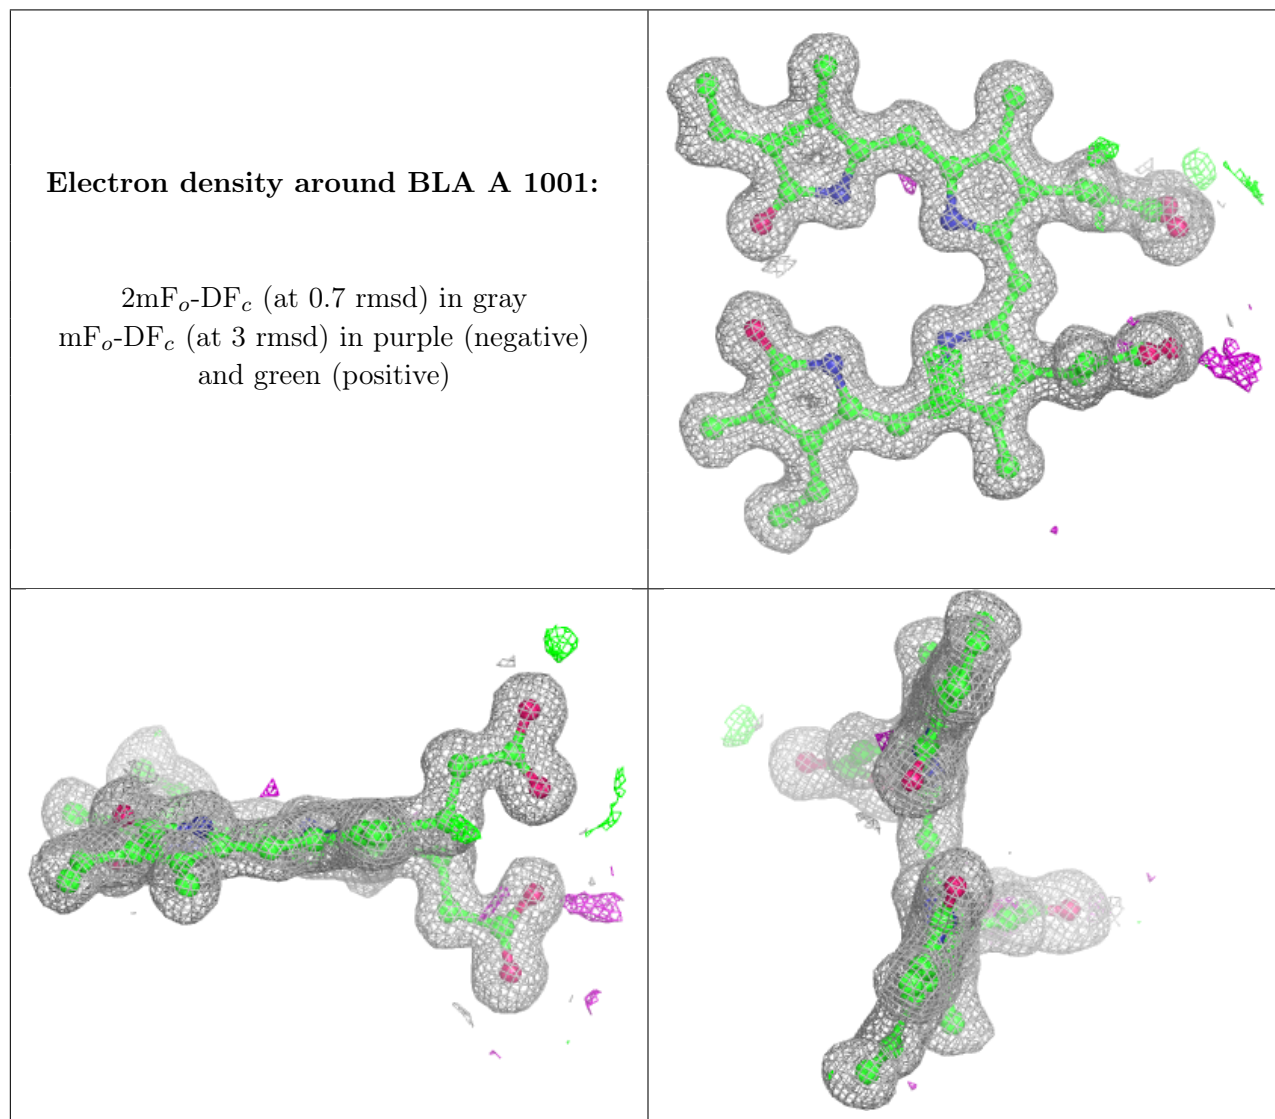 Electron density around BLA A 1001:
2mFo-DFc (at 0.7 rmsd) in gray
mFo-DFc (at 3 rmsd) in purple (negative)
and green (positive)